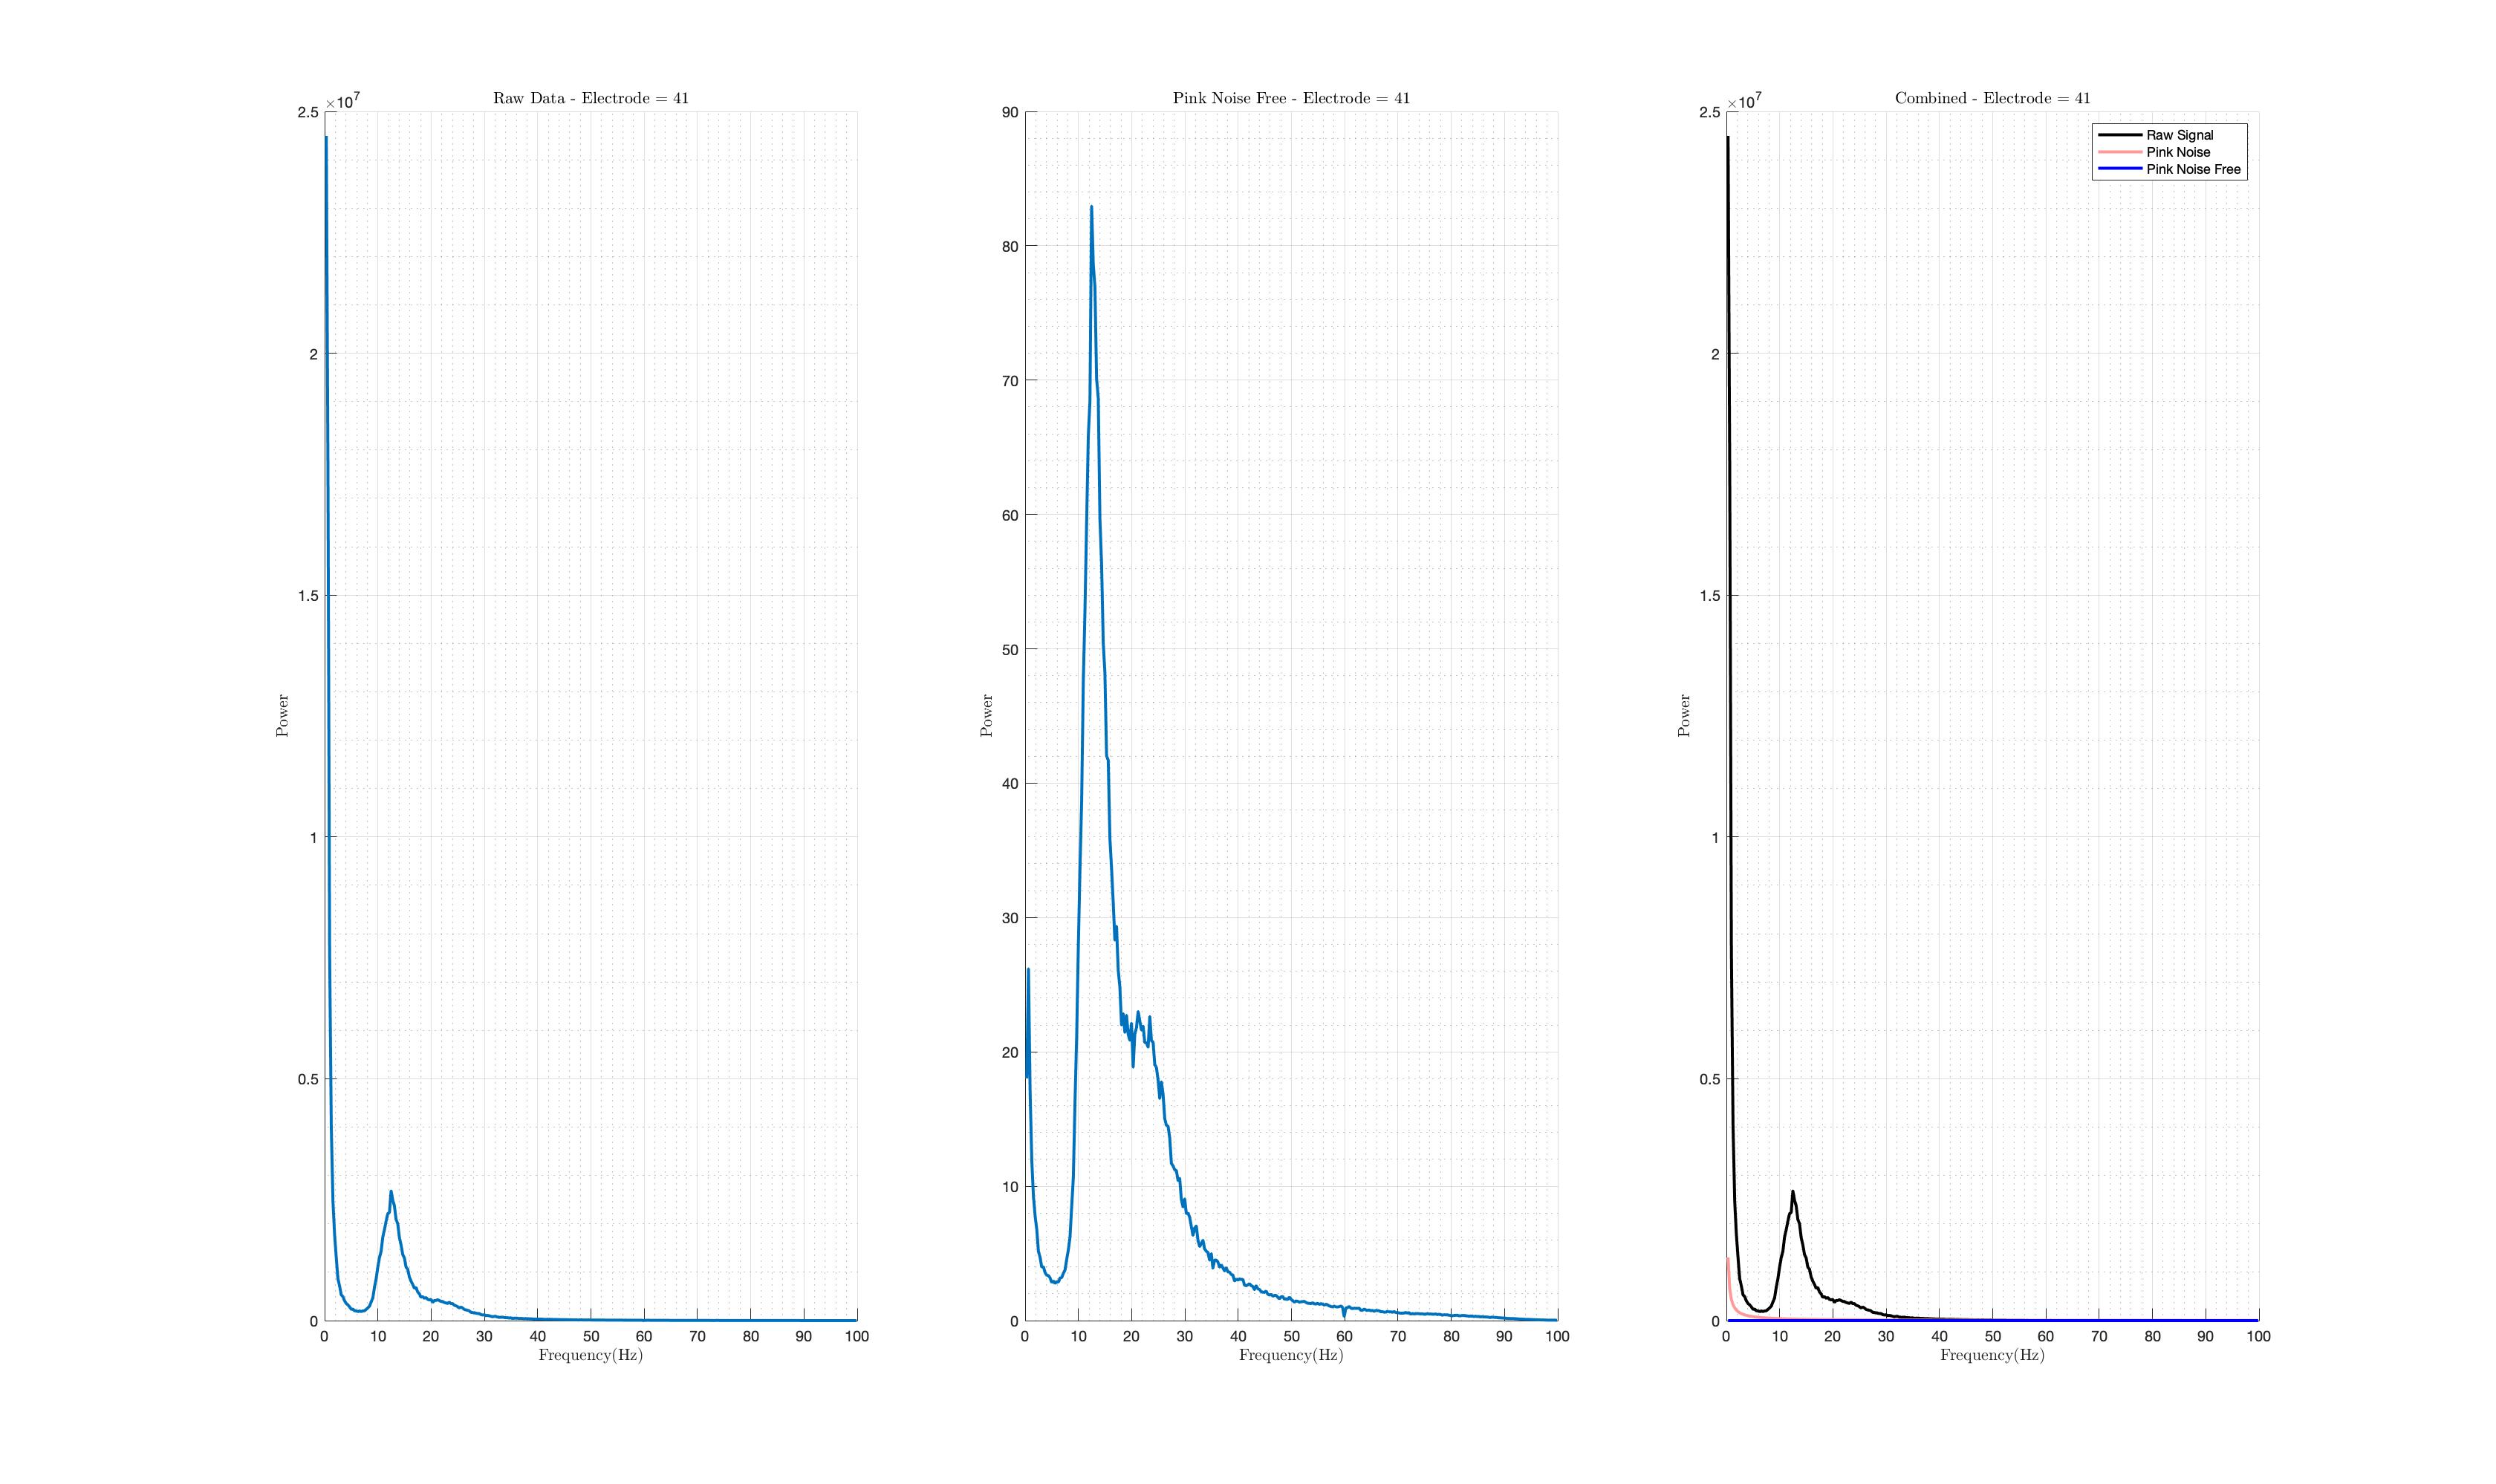 Raw Data - Electrode = 41
×10^7
2.5
2
1.5
1
0.5
0
0 10 20 30 40 50 60 70 80 90 100
Power
Frequency(Hz)
Pink Noise Free - Electrode = 41
90
80
70
60
50
40
30
20
10
0
0 10 20 30 40 50 60 70 80 90 100
Power
Frequency(Hz)
Combined - Electrode = 41
×10^7
2.5
2
1.5
1
0.5
0
0 10 20 30 40 50 60 70 80 90 100
Power
Frequency(Hz)
Raw Signal
Pink Noise
Pink Noise Free